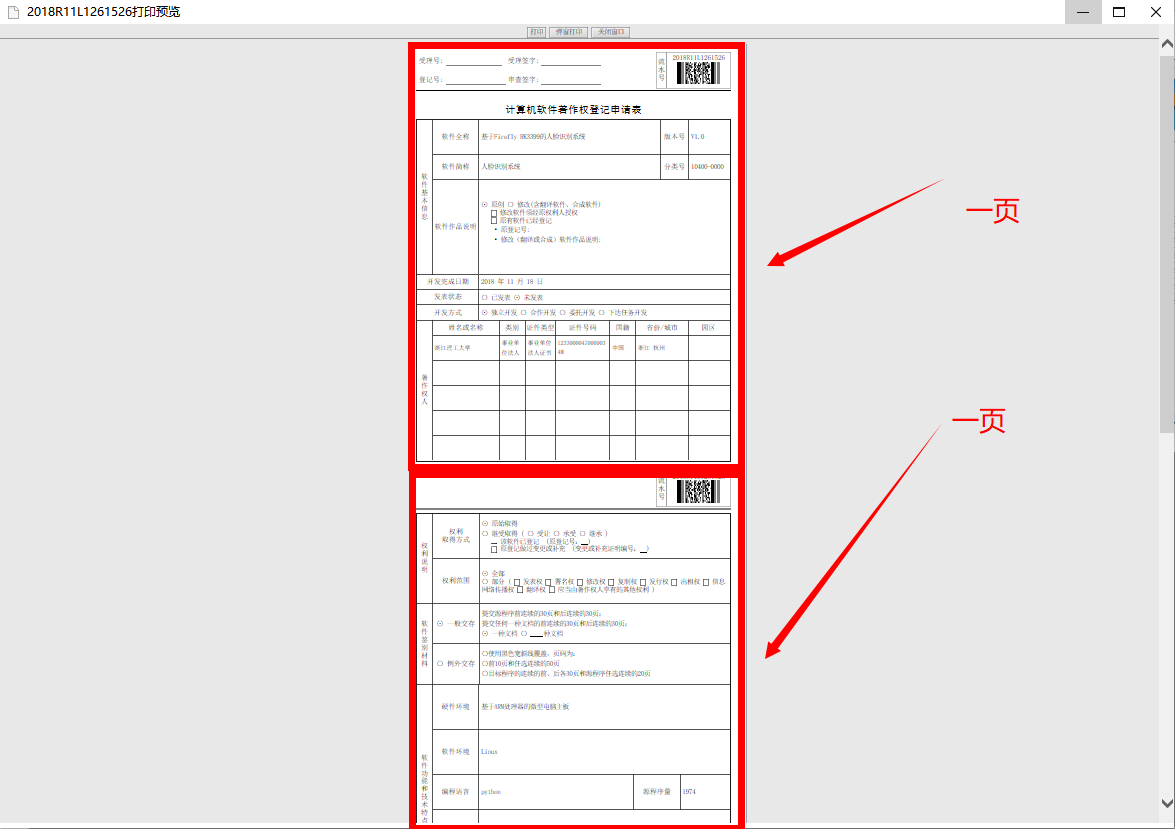 2018R11L1261526打印预览
打印 弹窗打印 关闭窗口
受理号: 受理签字:
登记号: 审查签字:
流水号
2018R11L1261526
计算机软件著作权登记申请表
软件基本信息
软件全称 基于Firefly RK3399的人脸识别系统 版本号 V1.0
软件简称 人脸识别系统 分类号 10400-0000
软件作品说明
原创 修改(含翻译软件、合成软件)
修改软件须经原权利人授权
原有软件已经登记
• 原登记号:
• 修改（翻译或合成）软件作品说明:
开发完成日期 2018 年 11 月 18 日
发表状态 已发表 未发表
开发方式 独立开发 合作开发 委托开发 下达任务开发
著作权人
姓名或名称 类别 证件类型 证件号码 国籍 省份/城市 园区
浙江理工大学 事业单位法人 事业单位法人证书 中国 浙江 杭州
一页
流水号
权利说明
权利取得方式
原始取得
继受取得（ 受让 承受 继承 ）
该软件已登记 （原登记号: ）
原登记做过变更或补充 （变更或补充证明编号: ）
权利范围
全部
部分（ 发表权 署名权 修改权 复制权 发行权 出租权 信息
网络传播权 翻译权 应当由著作权人享有的其他权利 ）
软件鉴别材料
一般交存
提交源程序前连续的30页和后连续的30页;
提交任何一种文档的前连续的30页和后连续的30页;
一种文档 种文档
例外交存
使用黑色宽斜线覆盖，页码为:
前10页和任选连续的50页
目标程序的连续的前、后各30页和源程序任选连续的20页
软件功能和技术特点
硬件环境 基于ARM处理器的微型电脑主板
软件环境 Linux
编程语言 python 源程序量 1974
一页